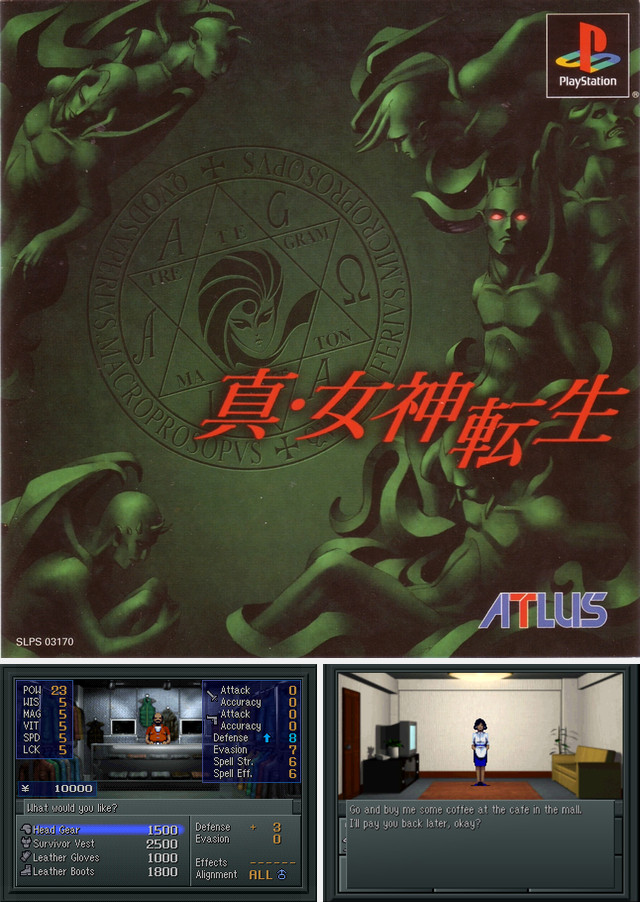 PlayStation
®
MICROPROSOPVS
MACROPROSOPVS
A
G
TRE
GRAM
A
Ω
MA
TON
真・女神転生
ATLUS
SLPS 03170
POW 23
WIS 5
MAG 5
VIT 5
SPD 5
LCK 5
Attack 0
Accuracy 0
Attack 0
Accuracy 0
Defense ↑ 8
Evasion 7
Spell Str. 6
Spell Eff. 6
¥ 10000
What would you like?
Head Gear 1500
Survivor Vest 2500
Leather Gloves 1000
Leather Boots 1800
Defense + 3
Evasion 0
Effects ------
Alignment ALL
Go and buy me some coffee at the cafe in the mall.
I'll pay you back later, okay?